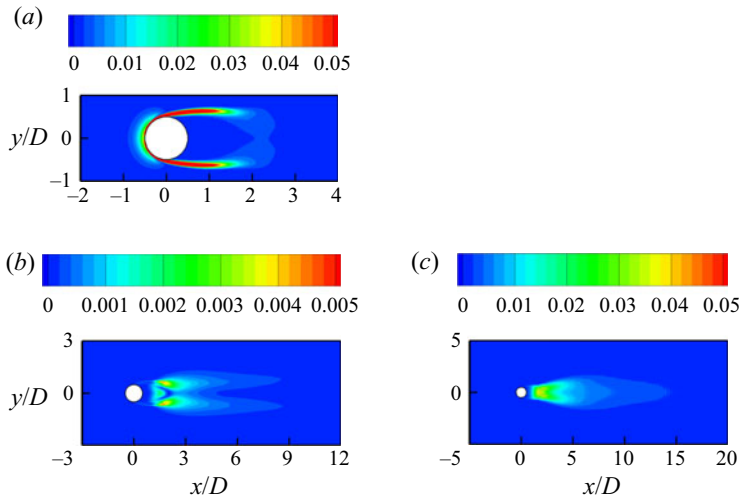 (a)
0 0.01 0.02 0.03 0.04 0.05
1
y/D 0
–1
–2 –1 0 1 2 3 4
(b) (c)
0 0.001 0.002 0.003 0.004 0.005 0 0.01 0.02 0.03 0.04 0.05
3 5
y/D 0 0
–3 –5
0 3 6 9 12 –5 0 5 10 15 20
x/D x/D